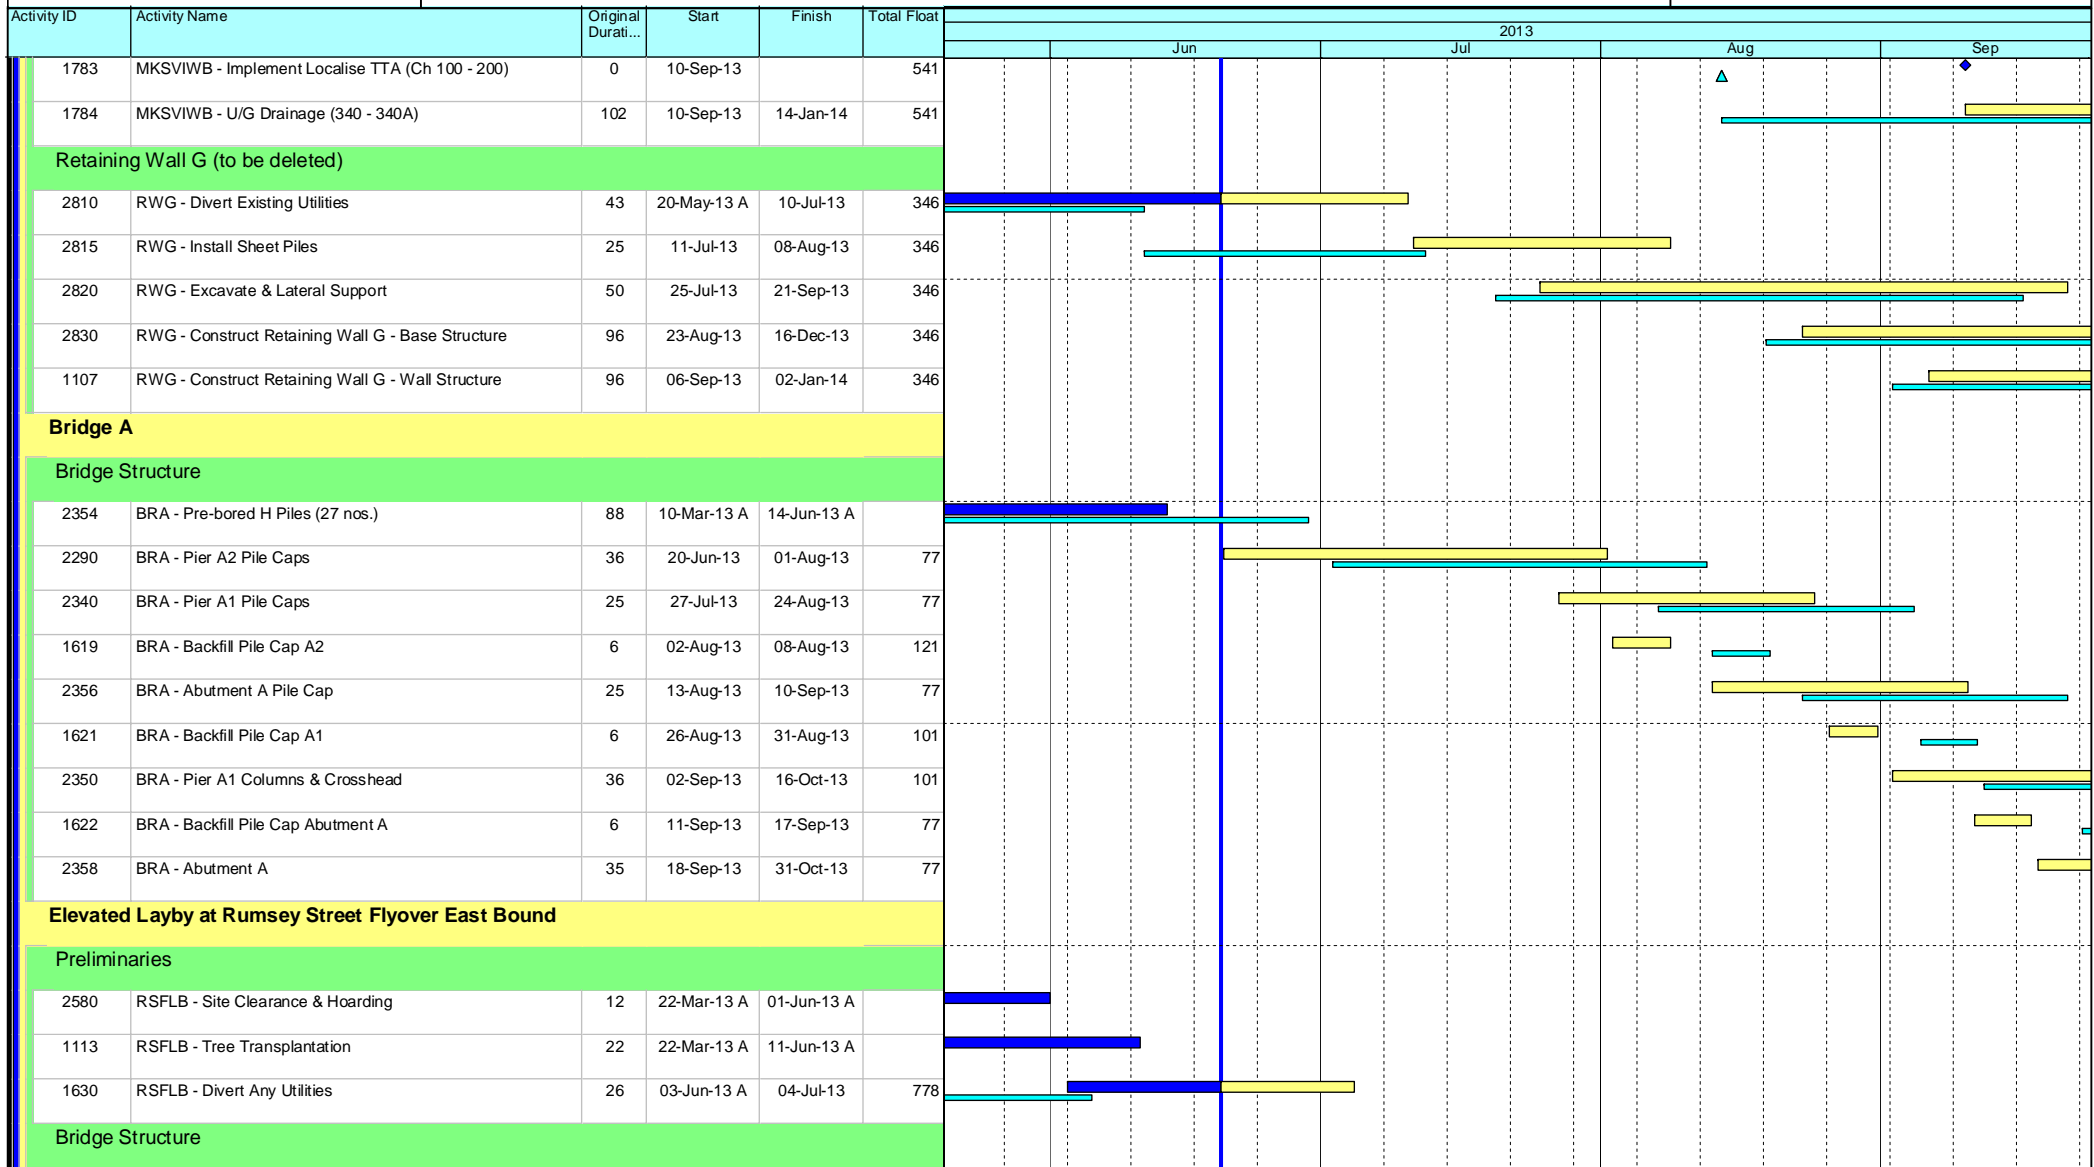 Activity ID Activity Name Original Durati... Start Finish Total Float
2013
Jun Jul Aug Sep
1783 MKSVIWB - Implement Localise TTA (Ch 100 - 200) 0 10-Sep-13 541
1784 MKSVIWB - U/G Drainage (340 - 340A) 102 10-Sep-13 14-Jan-14 541
Retaining Wall G (to be deleted)
2810 RWG - Divert Existing Utilities 43 20-May-13 A 10-Jul-13 346
2815 RWG - Install Sheet Piles 25 11-Jul-13 08-Aug-13 346
2820 RWG - Excavate & Lateral Support 50 25-Jul-13 21-Sep-13 346
2830 RWG - Construct Retaining Wall G - Base Structure 96 23-Aug-13 16-Dec-13 346
1107 RWG - Construct Retaining Wall G - Wall Structure 96 06-Sep-13 02-Jan-14 346
Bridge A
Bridge Structure
2354 BRA - Pre-bored H Piles (27 nos.) 88 10-Mar-13 A 14-Jun-13 A
2290 BRA - Pier A2 Pile Caps 36 20-Jun-13 01-Aug-13 77
2340 BRA - Pier A1 Pile Caps 25 27-Jul-13 24-Aug-13 77
1619 BRA - Backfill Pile Cap A2 6 02-Aug-13 08-Aug-13 121
2356 BRA - Abutment A Pile Cap 25 13-Aug-13 10-Sep-13 77
1621 BRA - Backfill Pile Cap A1 6 26-Aug-13 31-Aug-13 101
2350 BRA - Pier A1 Columns & Crosshead 36 02-Sep-13 16-Oct-13 101
1622 BRA - Backfill Pile Cap Abutment A 6 11-Sep-13 17-Sep-13 77
2358 BRA - Abutment A 35 18-Sep-13 31-Oct-13 77
Elevated Layby at Rumsey Street Flyover East Bound
Preliminaries
2580 RSFLB - Site Clearance & Hoarding 12 22-Mar-13 A 01-Jun-13 A
1113 RSFLB - Tree Transplantation 22 22-Mar-13 A 11-Jun-13 A
1630 RSFLB - Divert Any Utilities 26 03-Jun-13 A 04-Jul-13 778
Bridge Structure